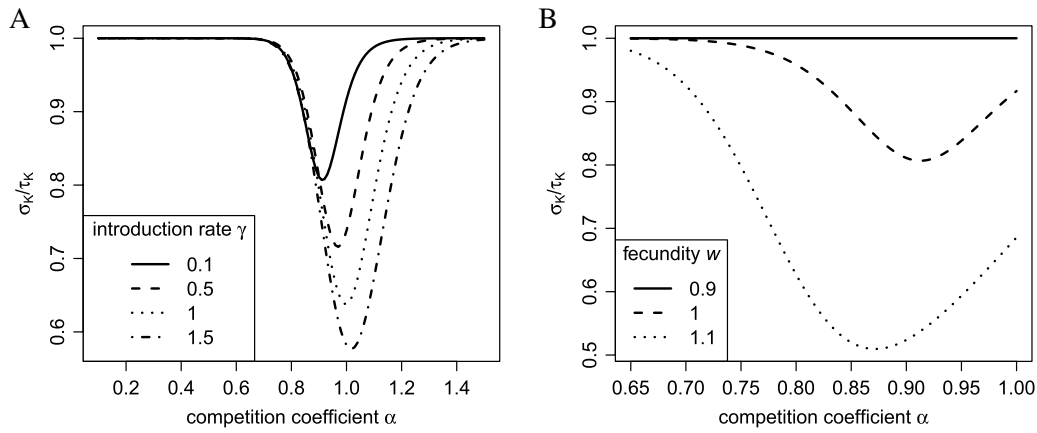 A
σK/τK
1.0
0.9
0.8
0.7
0.6
introduction rate γ
0.1
0.5
1
1.5
0.2 0.4 0.6 0.8 1.0 1.2 1.4
competition coefficient α
B
σK/τK
1.0
0.9
0.8
0.7
0.6
0.5
fecundity w
0.9
1
1.1
0.65 0.70 0.75 0.80 0.85 0.90 0.95 1.00
competition coefficient α